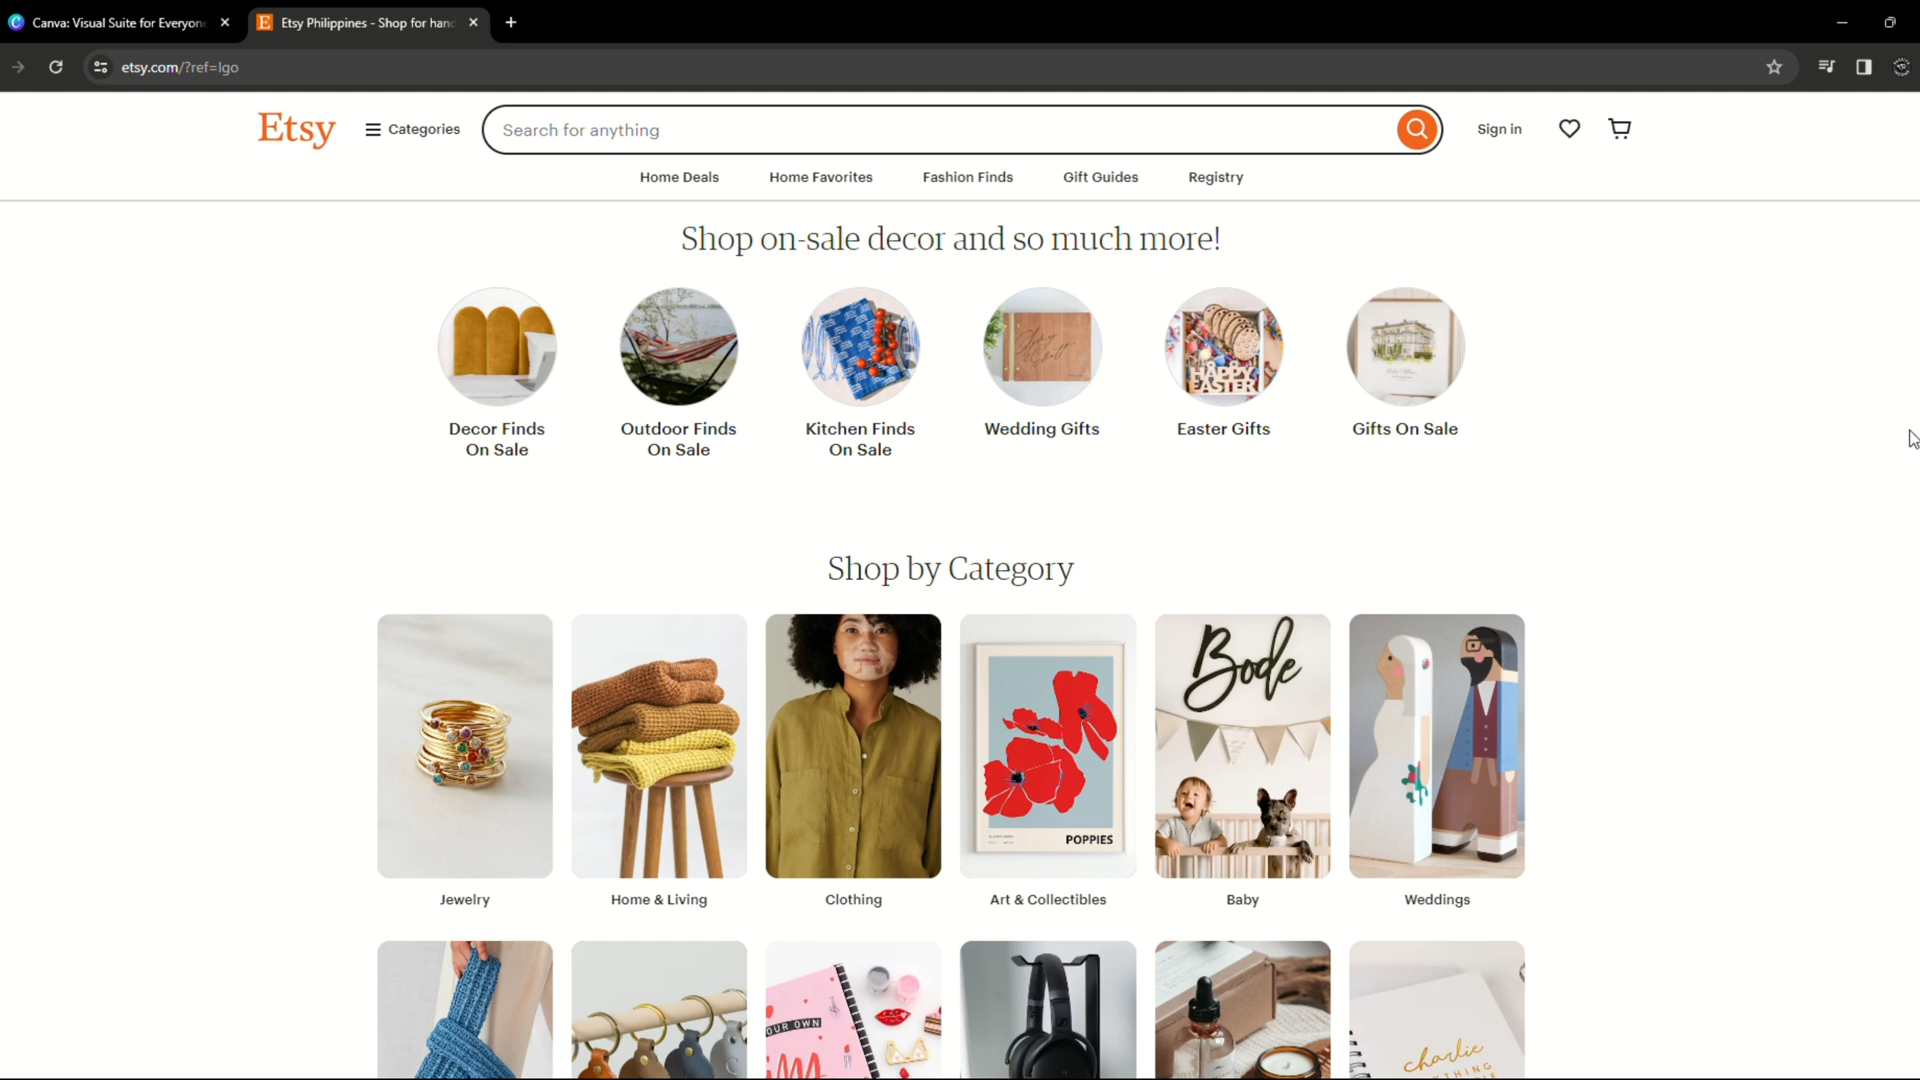 Canva: Visual Suite for Everyon
Etsy Philippines - Shop for han
etsy.com/?ref=lgo
Etsy
Categories
Search for anything
Sign in
Home Deals
Home Favorites
Fashion Finds
Gift Guides
Registry
Shop on-sale decor and so much more!
HAPPY
EASTER
Decor Finds
On Sale
Outdoor Finds
On Sale
Kitchen Finds
On Sale
Wedding Gifts
Easter Gifts
Gifts On Sale
Shop by Category
Bode
POPPIES
Jewelry
Home & Living
Clothing
Art & Collectibles
Baby
Weddings
OUR OWN
charlie